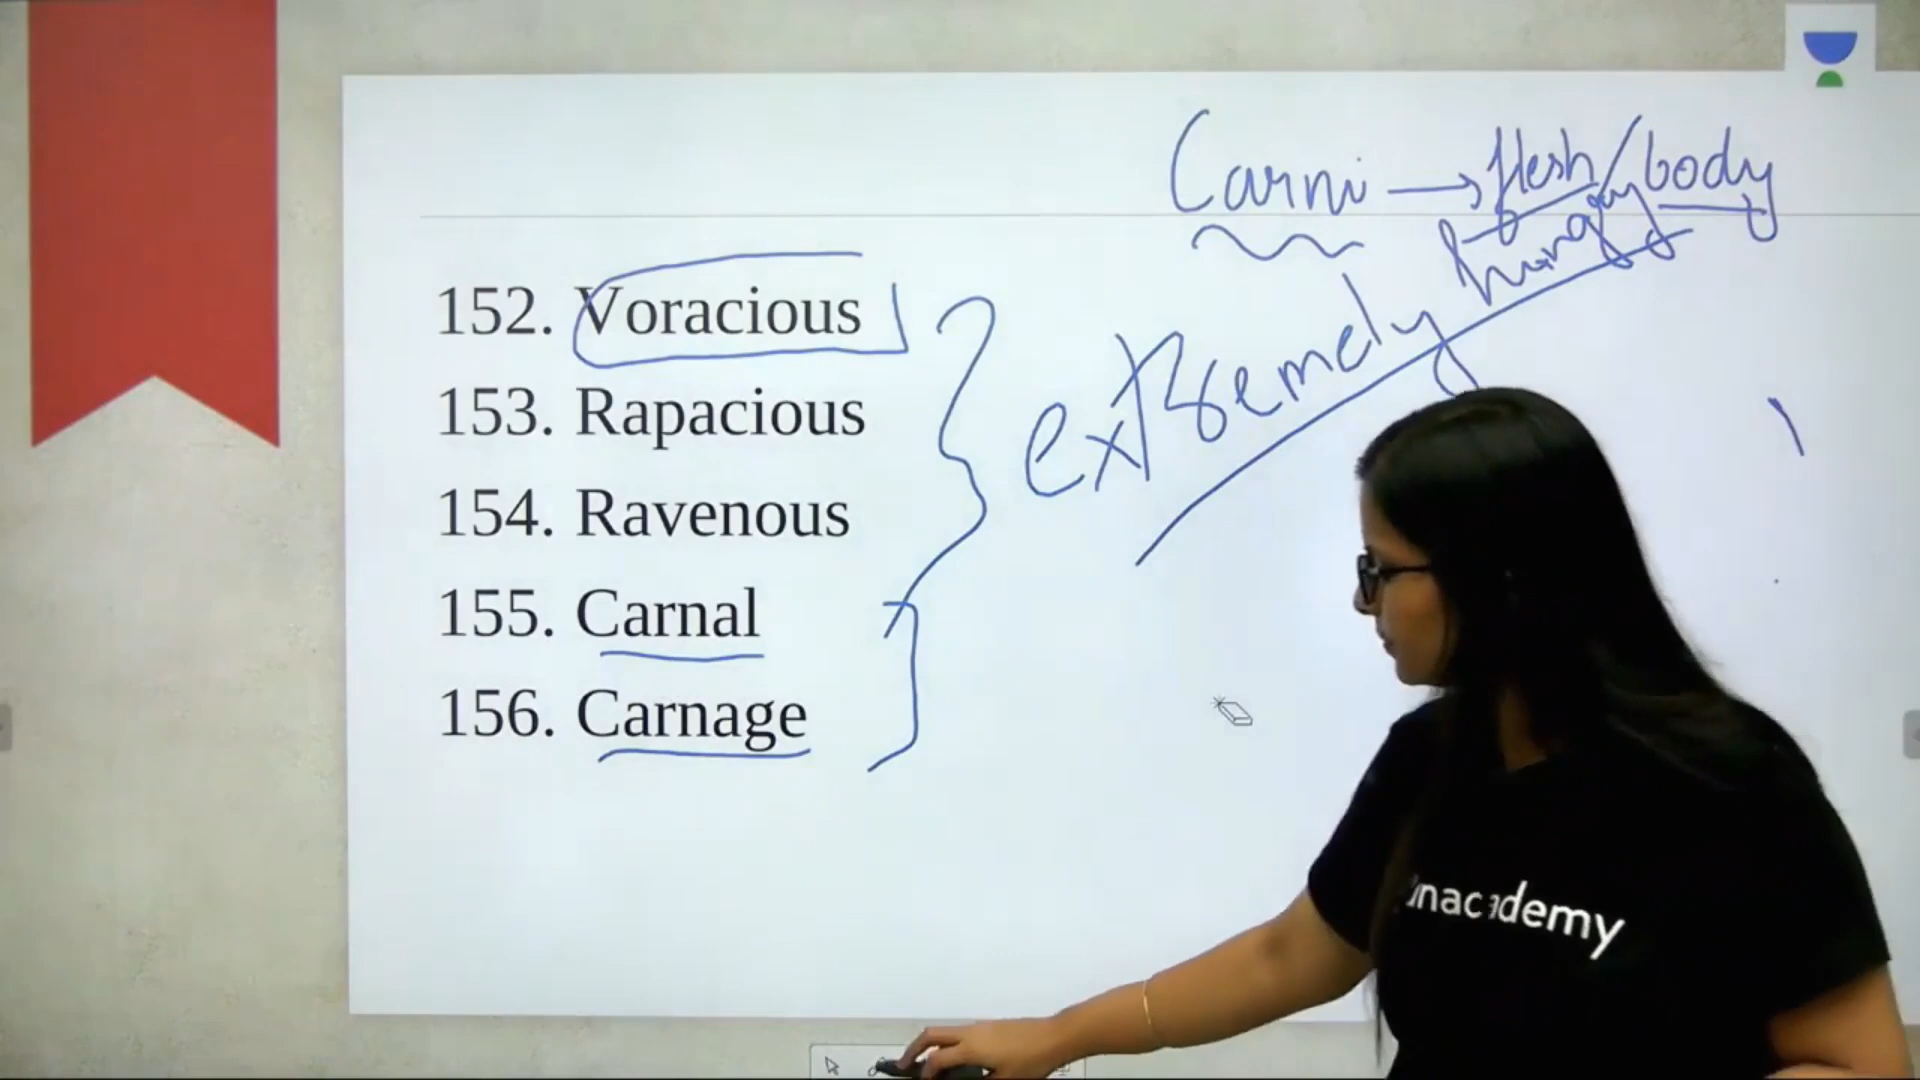 Carni → flesh/body
152. Voracious
extremely hungry
153. Rapacious
154. Ravenous
155. Carnal
156. Carnage
unacademy